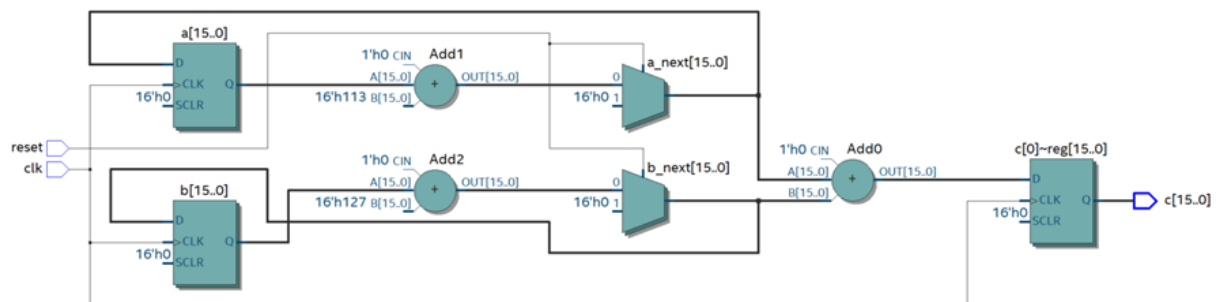 a[15..0]
D
CLK
Q
16'h0
SCLR
1'h0 CIN
Add1
A[15..0]
OUT[15..0]
+
16'h113 B[15..0]
a_next[15..0]
0
16'h0
1
reset
clk
b[15..0]
D
CLK
Q
16'h0
SCLR
1'h0 CIN
Add2
A[15..0]
OUT[15..0]
+
16'h127 B[15..0]
b_next[15..0]
0
16'h0
1
1'h0 CIN
Add0
A[15..0]
OUT[15..0]
+
B[15..0]
c[0]~reg[15..0]
D
>CLK
Q
16'h0
SCLR
c[15..0]